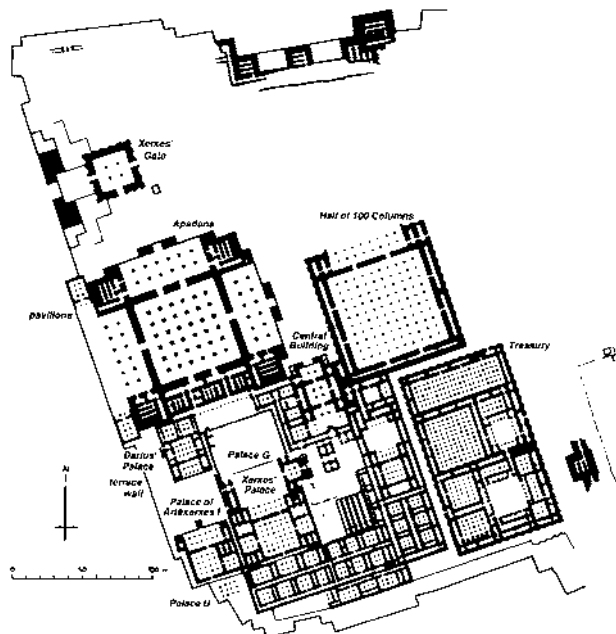 Xerxes'
Gate
Apadana
Hall of 100 Columns
pavilions
Central
Building
Treasury
Darius'
Palace
terrace
wall
Palace G
Xerxes'
Palace
Palace of
Artaxerxes I
N
0
Palace H